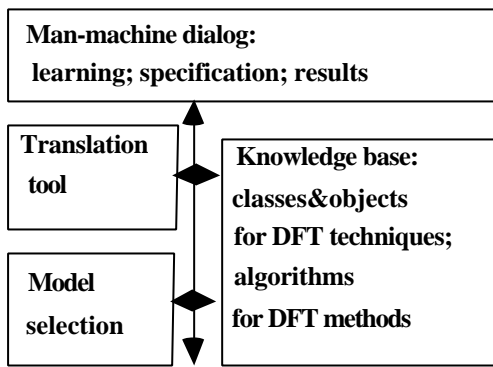 Man-machine dialog:
learning; specification; results
Translation
tool
Knowledge base:
classes&objects
for DFT techniques;
algorithms
for DFT methods
Model
selection